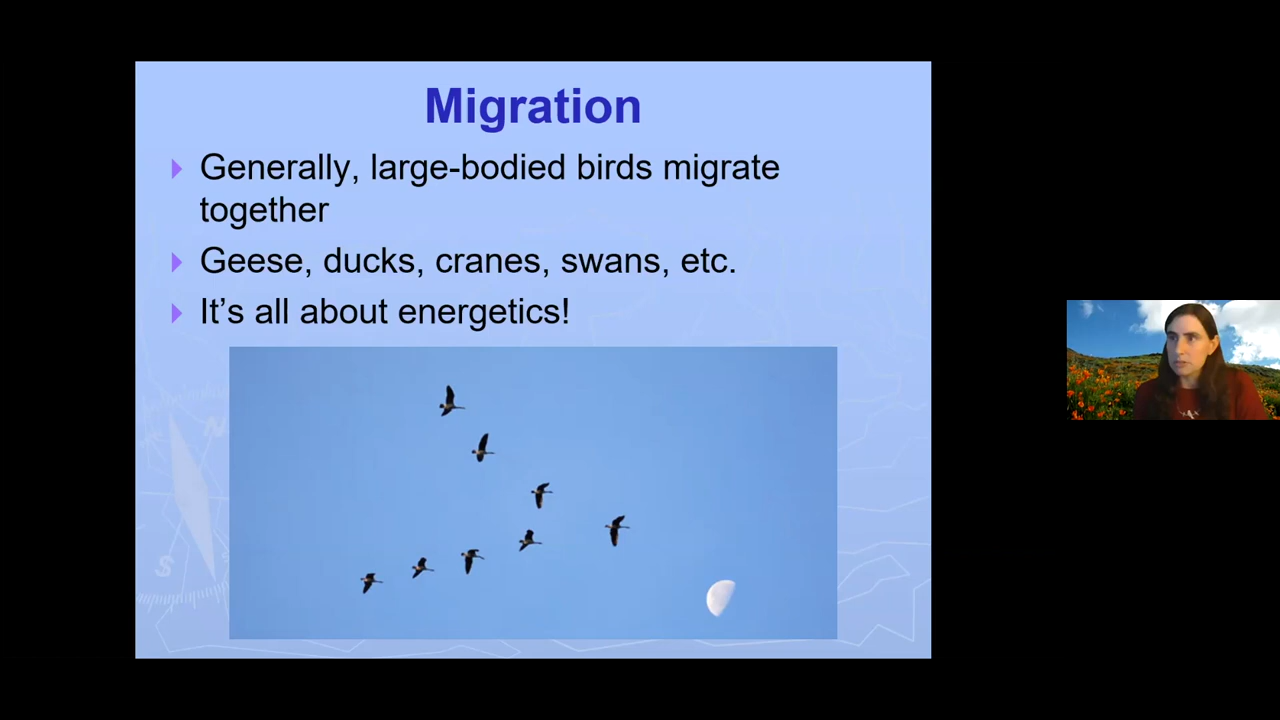 Migration
Generally, large-bodied birds migrate
together
Geese, ducks, cranes, swans, etc.
It's all about energetics!
N
S